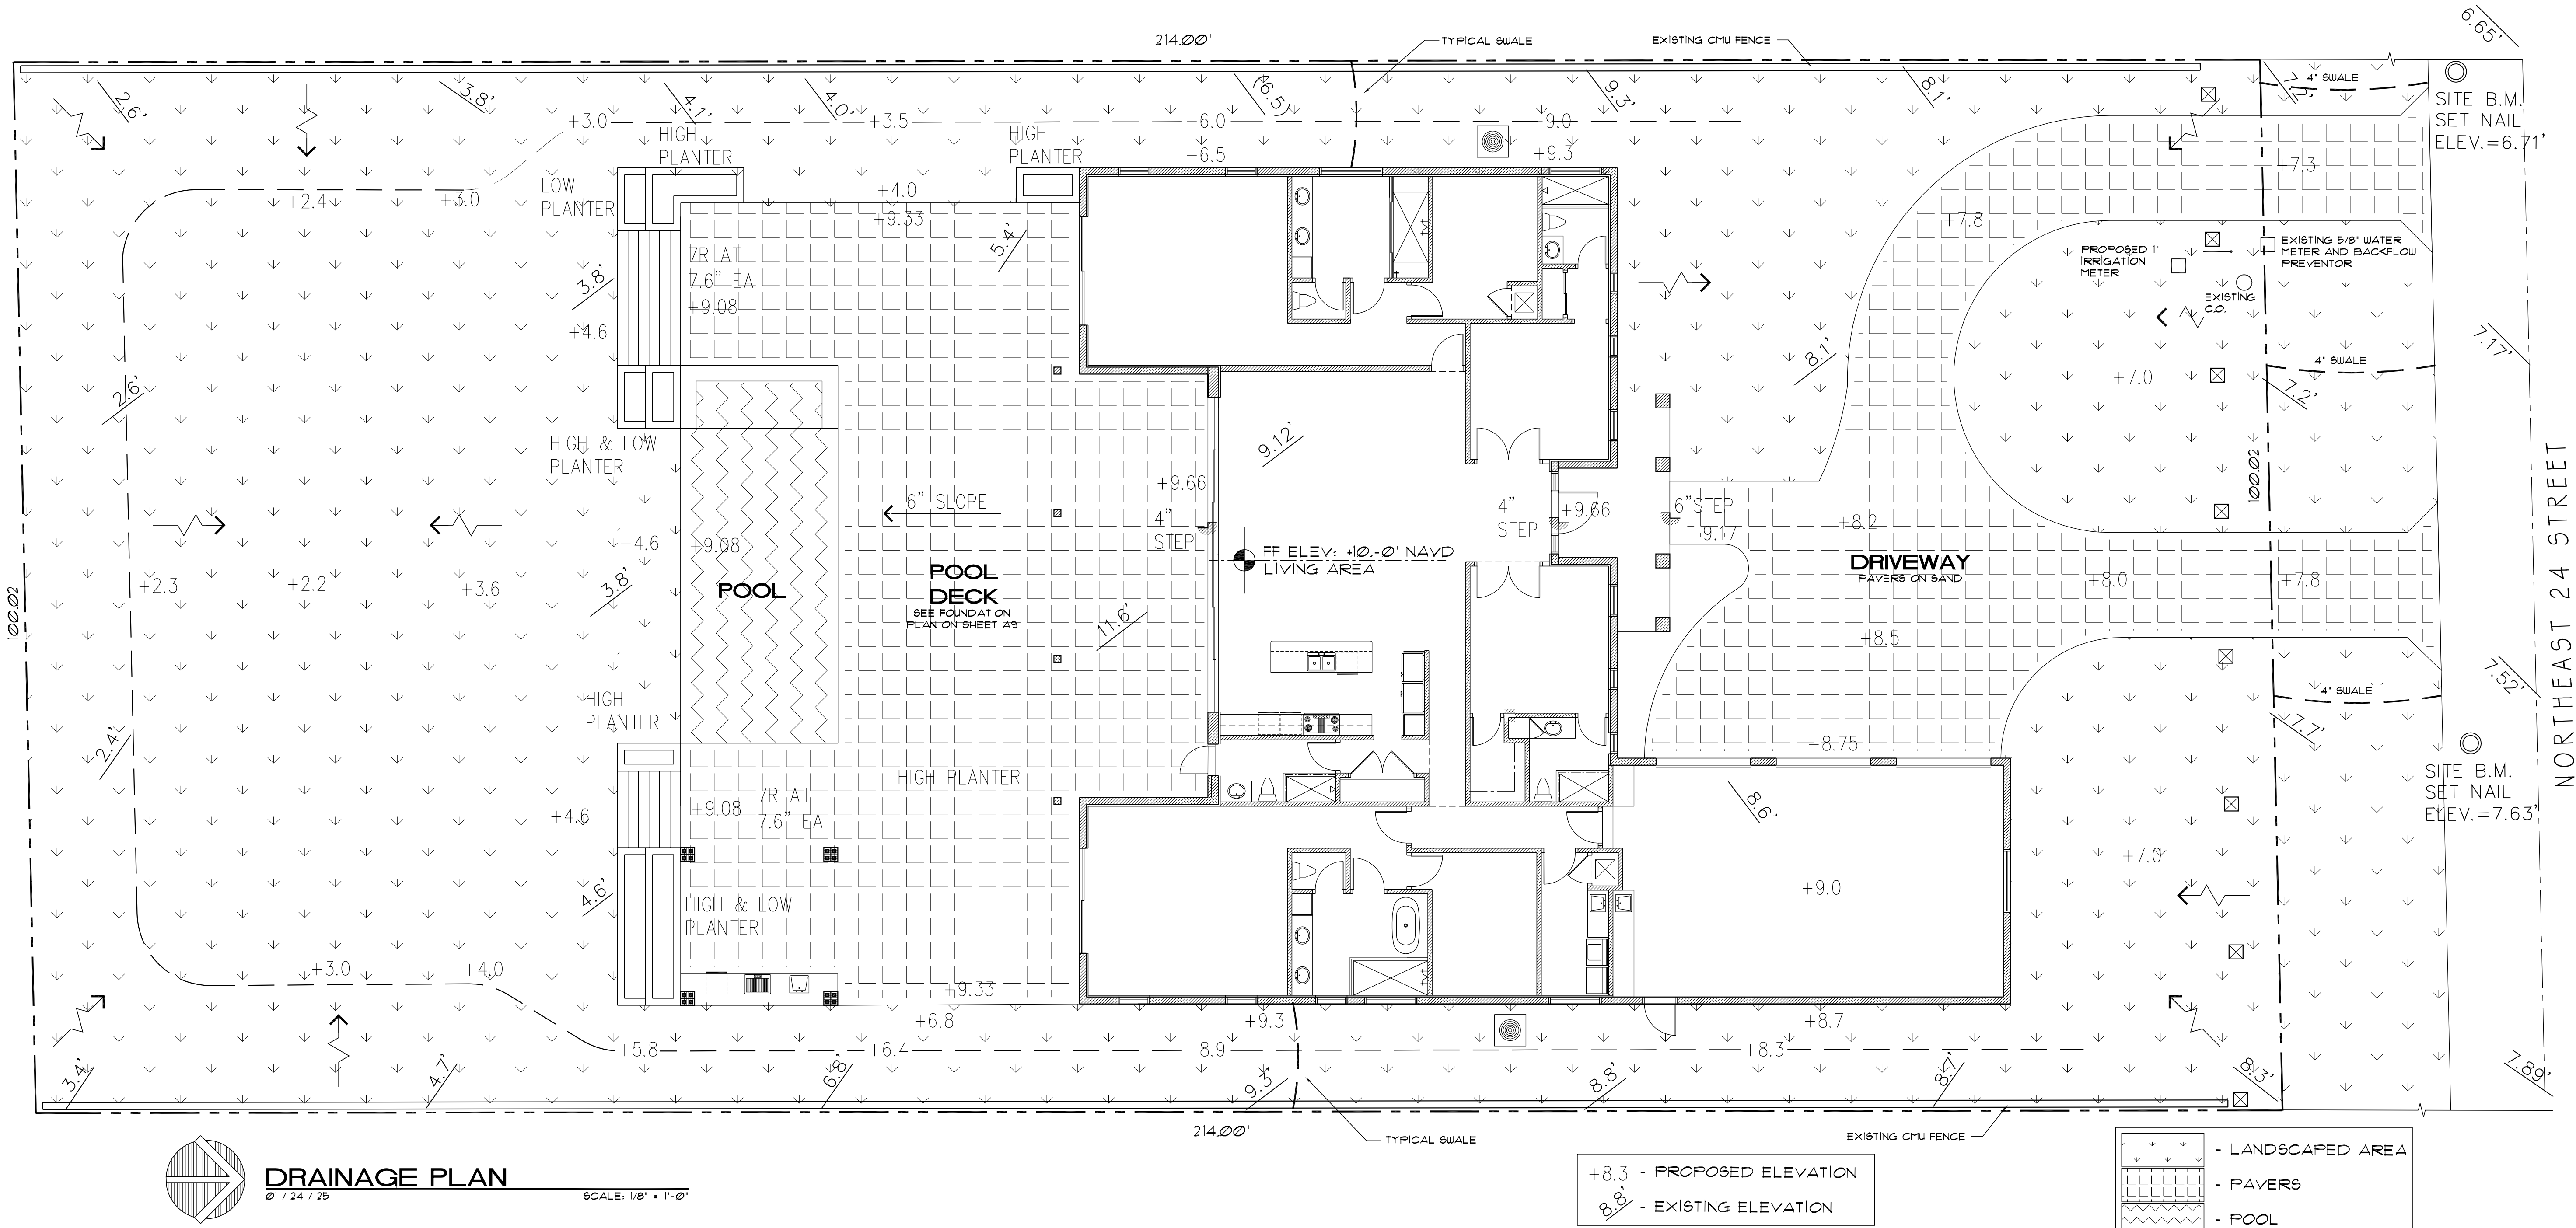 214.00'
TYPICAL SWALE
EXISTING CMU FENCE
6.65'
2.6'
3.8'
4.1'
4.0'
(6.5)
9.3'
8.1'
7.2'
4" SWALE
SITE B.M.
SET NAIL
ELEV.=6.71'
+3.0
+3.5
+6.0
+9.0
HIGH
PLANTER
HIGH
PLANTER
+6.5
+9.3
+7.3
LOW
PLANTER
+2.4
+3.0
+4.0
+9.33
+7.8
5.4'
7R AT
7.6" EA
+9.08
PROPOSED 1"
IRRIGATION
METER
EXISTING 5/8" WATER
METER AND BACKFLOW
PREVENTOR
EXISTING
C.O.
3.8'
+4.6
8.1'
7.17'
4" SWALE
+7.0
7.2'
2.6'
HIGH & LOW
PLANTER
9.12'
100.02
NORTHEAST 24 STREET
+9.66
4"
STEP
6" SLOPE
4"
STEP
+9.66
6"STEP
+9.17
+8.2
+4.6
+9.08
FF ELEV: +10.-0' NAVD
LIVING AREA
DRIVEWAY
PAVERS ON SAND
+8.0
+7.8
100.02
+2.3
+2.2
+3.6
3.8'
POOL
POOL
DECK
SEE FOUNDATION
PLAN ON SHEET A3
11.6'
+8.5
7.52'
4" SWALE
7.7'
HIGH
PLANTER
2.4'
+8.75
HIGH PLANTER
SITE B.M.
SET NAIL
ELEV.=7.63'
+4.6
+9.08
7R AT
7.6" EA
8.6'
+7.0
+9.0
4.6'
HIGH & LOW
PLANTER
+3.0
+4.0
+9.33
+6.8
+9.3
+8.7
+5.8
+6.4
+8.9
+8.3
3.4'
4.7'
6.8'
9.3'
8.8'
8.7'
8.3'
7.89'
214.00'
TYPICAL SWALE
EXISTING CMU FENCE
DRAINAGE PLAN
01 / 24 / 25
SCALE: 1/8" = 1'-0"
+8.3 - PROPOSED ELEVATION
8.8' - EXISTING ELEVATION
- LANDSCAPED AREA
- PAVERS
- POOL